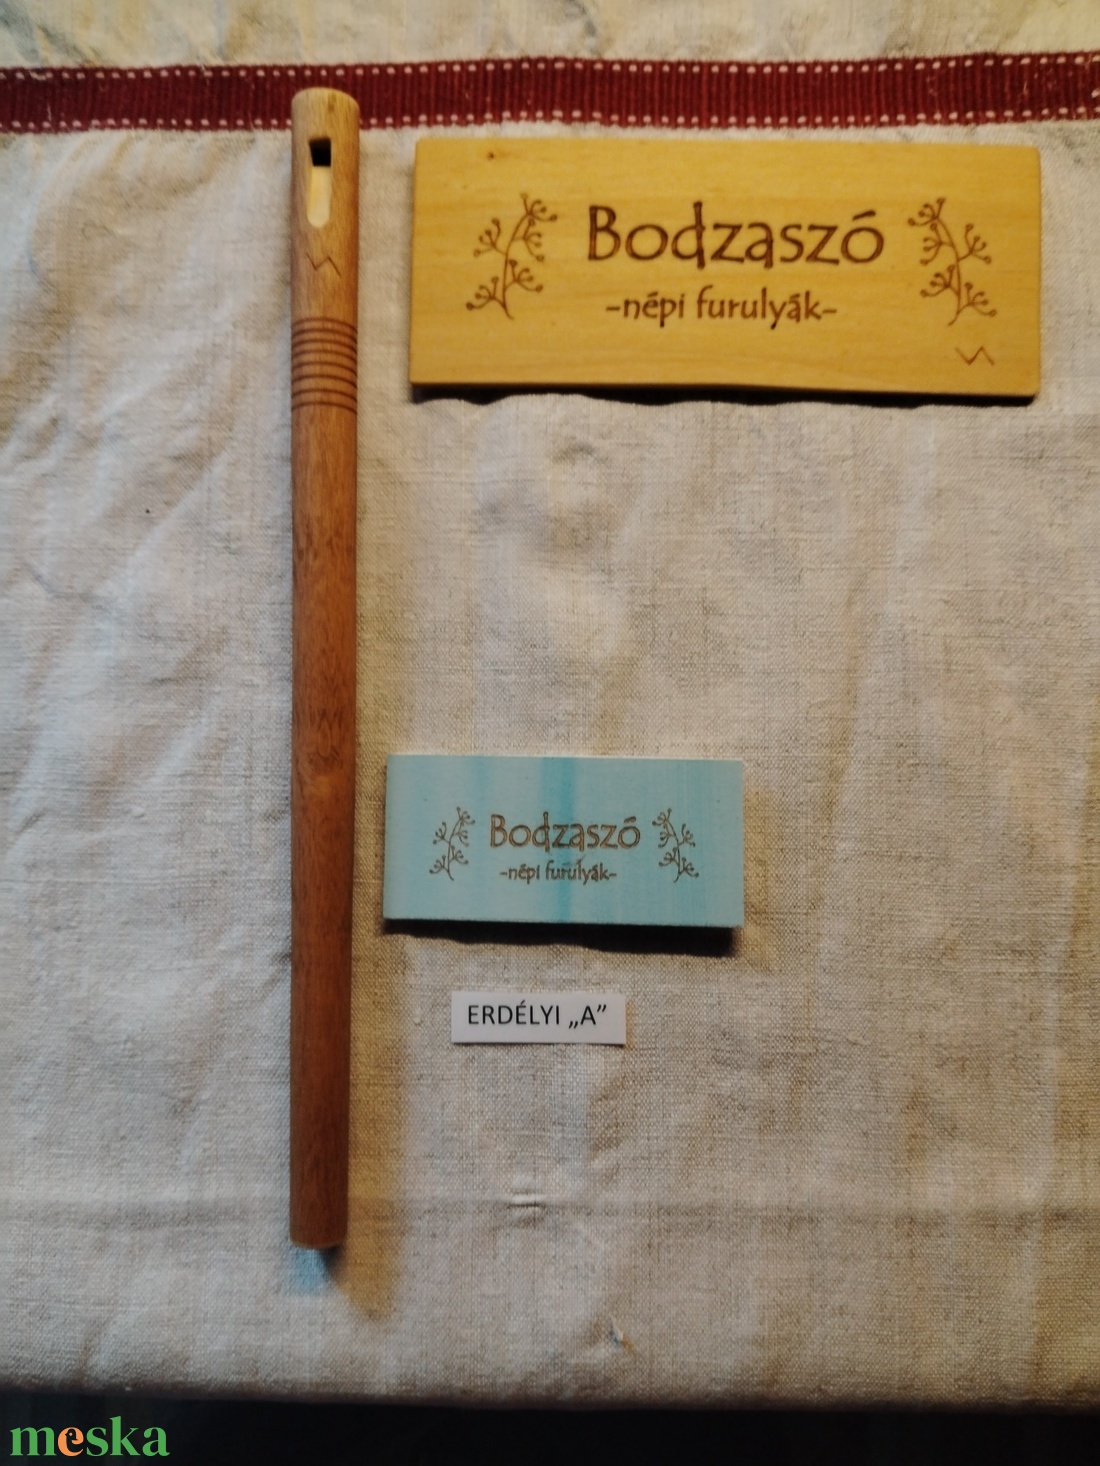 Bodzaszó
-népi furulyák-
Bodzaszó
-népi furulyák-
ERDÉLYI „A”
meska